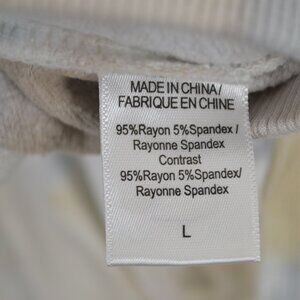 MADE IN CHINA/
FABRIQUE EN CHINE
95%Rayon 5%Spandex /
Rayonne Spandex
Contrast
95%Rayon 5%Spandex/
Rayonne Spandex
L